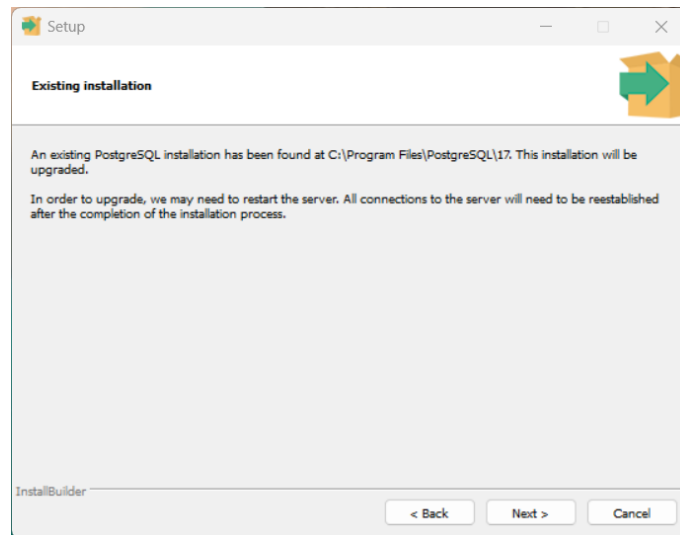 Setup
Existing installation
An existing PostgreSQL installation has been found at C:\Program Files\PostgreSQL\17. This installation will be
upgraded.
In order to upgrade, we may need to restart the server. All connections to the server will need to be reestablished
after the completion of the installation process.
InstallBuilder
< Back
Next >
Cancel